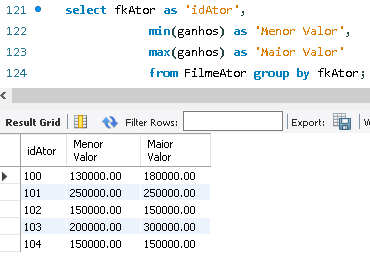 121 select fkAtor as 'idAtor',
122 min(ganhos) as 'Menor Valor',
123 max(ganhos) as 'Maior Valor'
124 from FilmeAtor group by fkAtor;
Result Grid Filter Rows: Export:
idAtor Menor Valor Maior Valor
100 130000.00 180000.00
101 250000.00 250000.00
102 150000.00 150000.00
103 200000.00 300000.00
104 150000.00 150000.00